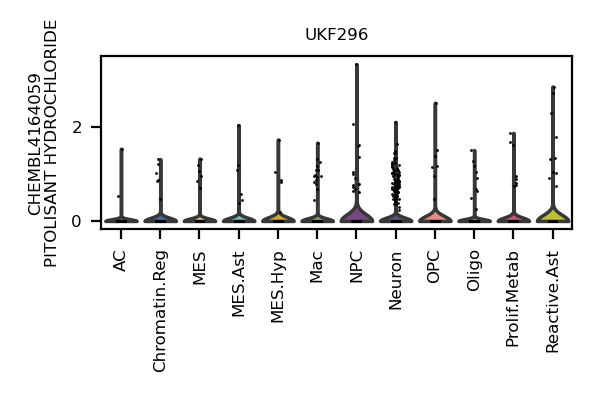 UKF296
CHEMBL4164059
PITOLISANT HYDROCHLORIDE
2
0
AC
Chromatin.Reg
MES
MES.Ast
MES.Hyp
Mac
NPC
Neuron
OPC
Oligo
Prolif.Metab
Reactive.Ast